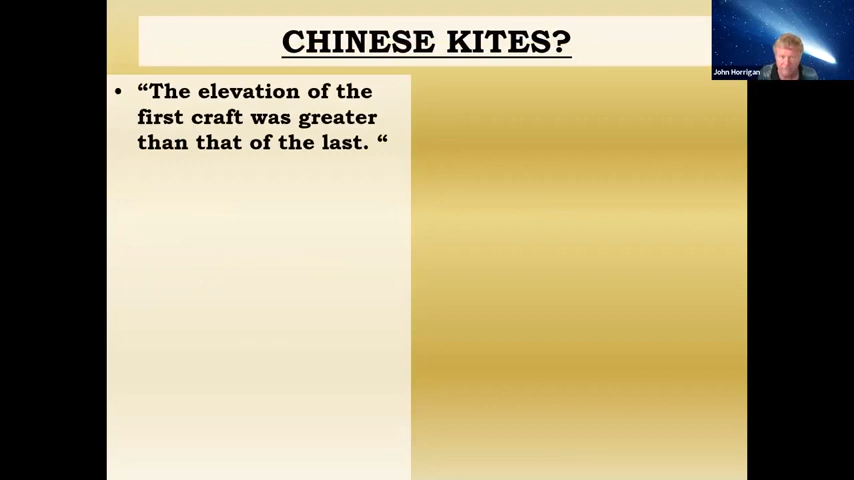 CHINESE KITES?
John Horrigan
• “The elevation of the
first craft was greater
than that of the last. “